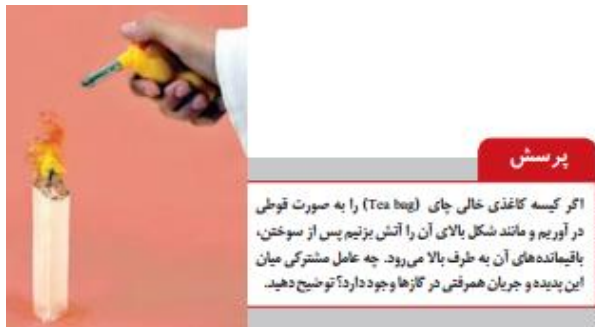 پرسش
اگر کیسه کاغذی خالی چای (Tea bag) را به صورت قوطی
در آوریم و مانند شکل بالای آن را آتش بزنیم پس از سوختن،
باقیمانده‌های آن به طرف بالا می‌رود. چه عامل مشترکی میان
این پدیده و جریان همرفتی در گازها وجود دارد؟ توضیح دهید.